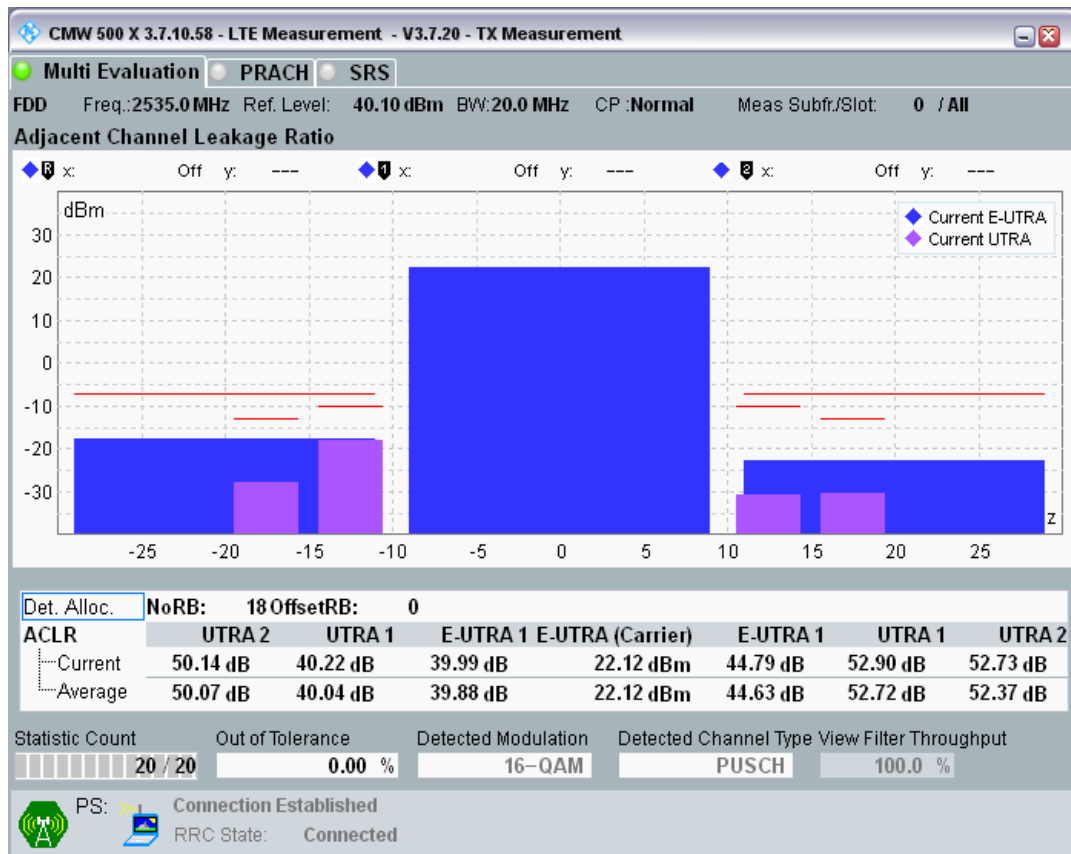 CMW 500 X 3.7.10.58 - LTE Measurement - V3.7.20 - TX Measurement
Multi Evaluation PRACH SRS
FDD Freq.:2535.0 MHz Ref. Level: 40.10 dBm BW:20.0 MHz CP :Normal Meas Subfr./Slot: 0 / All
Adjacent Channel Leakage Ratio
R x: Off y: --- 1 x: Off y: --- 2 x: Off y: ---
dBm
Current E-UTRA
Current UTRA
30
20
10
0
-10
-20
-30
z
-25 -20 -15 -10 -5 0 5 10 15 20 25
Det. Alloc. NoRB: 18 OffsetRB: 0
ACLR UTRA 2 UTRA 1 E-UTRA 1 E-UTRA (Carrier) E-UTRA 1 UTRA 1 UTRA 2
Current 50.14 dB 40.22 dB 39.99 dB 22.12 dBm 44.79 dB 52.90 dB 52.73 dB
Average 50.07 dB 40.04 dB 39.88 dB 22.12 dBm 44.63 dB 52.72 dB 52.37 dB
Statistic Count Out of Tolerance Detected Modulation Detected Channel Type View Filter Throughput
20 / 20 0.00 % 16-QAM PUSCH 100.0 %
PS: Connection Established
RRC State: Connected